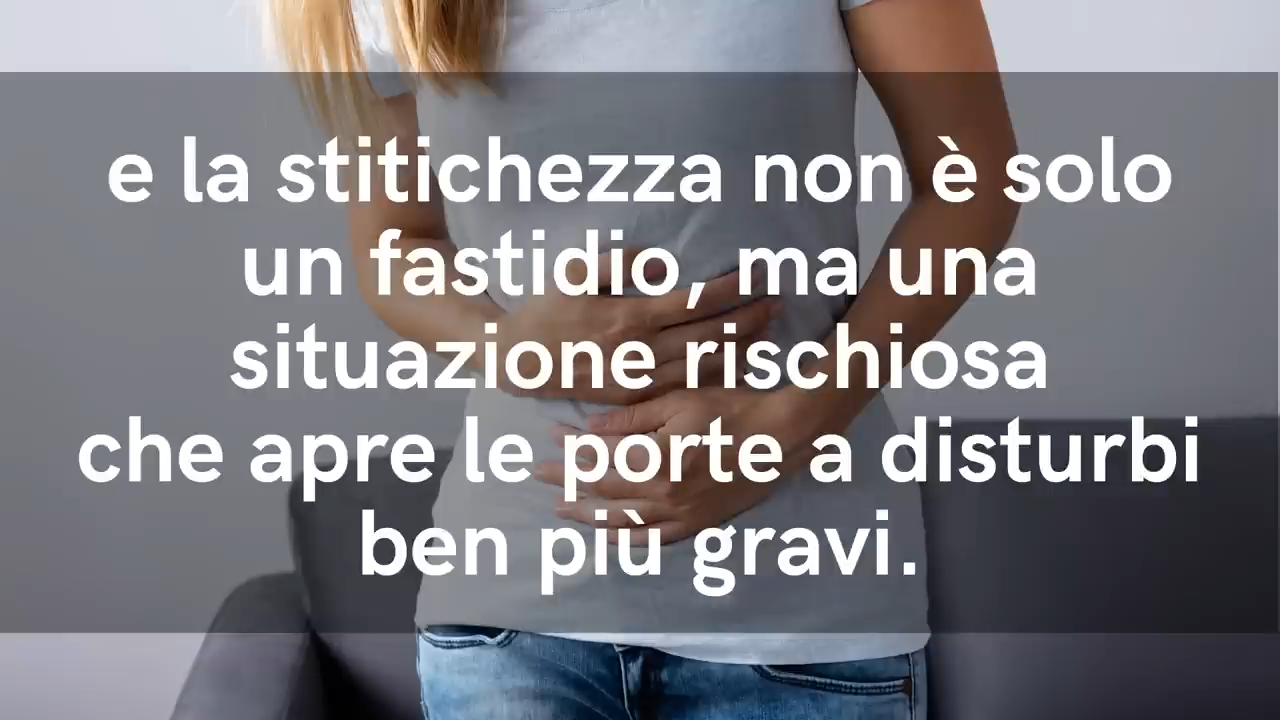 e la stitichezza non è solo
un fastidio, ma una
situazione rischiosa
che apre le porte a disturbi
ben più gravi.